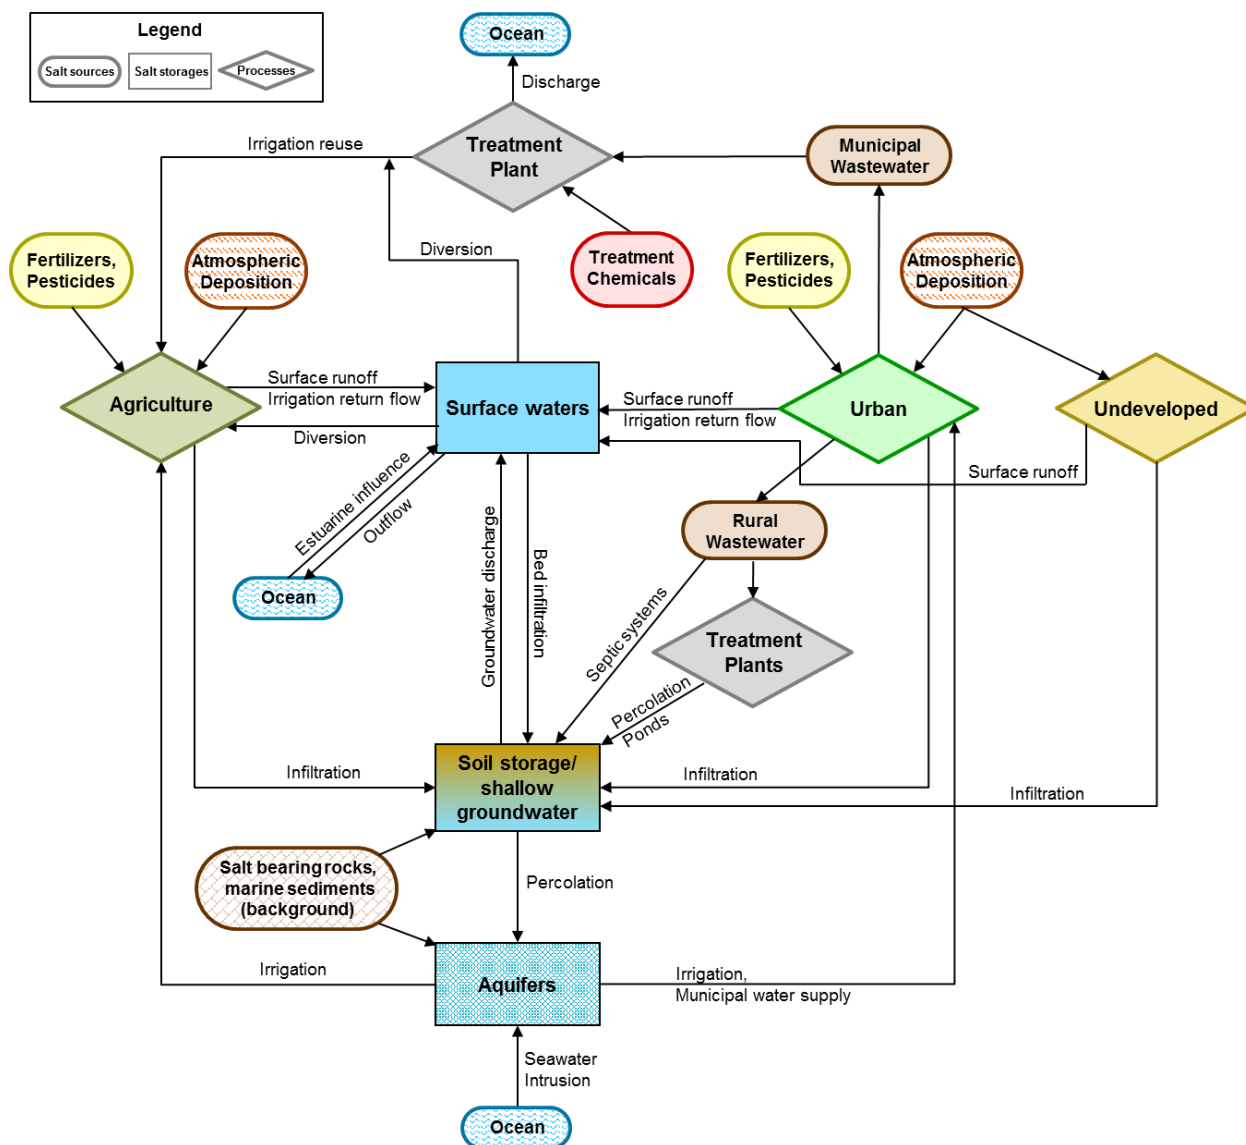 Legend
Salt sources
Salt storages
Processes
Ocean
Discharge
Treatment
Plant
Irrigation reuse
Municipal
Wastewater
Diversion
Fertilizers,
Pesticides
Atmospheric
Deposition
Treatment
Chemicals
Fertilizers,
Pesticides
Atmospheric
Deposition
Agriculture
Surface runoff
Irrigation return flow
Diversion
Surface waters
Surface runoff
Irrigation return flow
Urban
Undeveloped
Surface runoff
Estuarine influence
Outflow
Ocean
Groundwater discharge
Bed infiltration
Rural
Wastewater
Septic systems
Treatment
Plants
Percolation
Ponds
Infiltration
Soil storage/
shallow
groundwater
Infiltration
Infiltration
Salt bearing rocks,
marine sediments
(background)
Percolation
Irrigation
Aquifers
Irrigation,
Municipal water supply
Seawater
Intrusion
Ocean